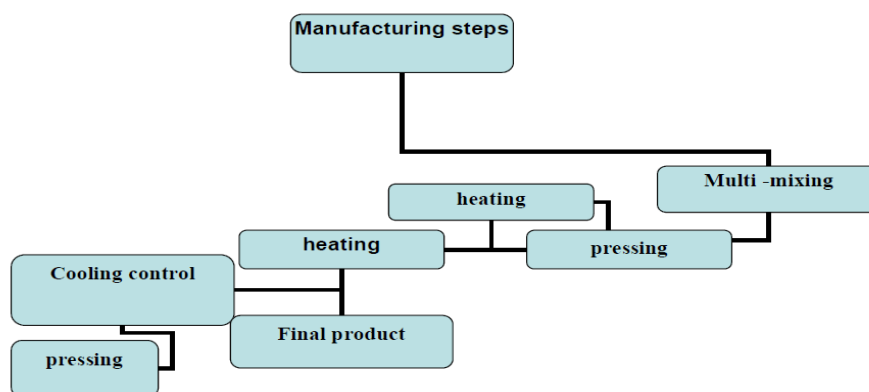 Manufacturing steps
Multi -mixing
heating
pressing
heating
Cooling control
Final product
pressing